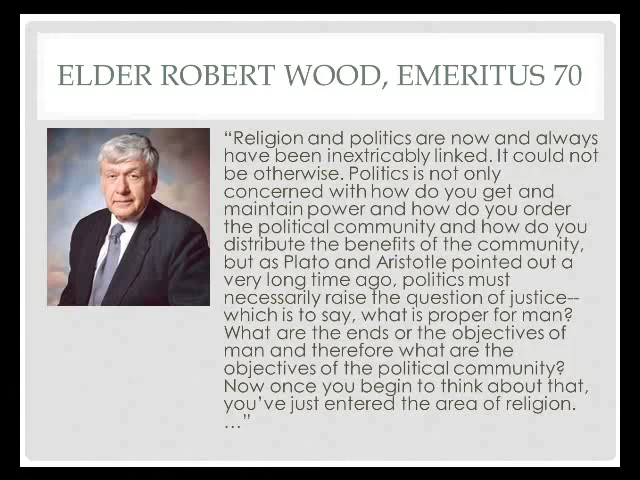 ELDER ROBERT WOOD, EMERITUS 70
“Religion and politics are now and always
have been inextricably linked. It could not
be otherwise. Politics is not only
concerned with how do you get and
maintain power and how do you order
the political community and how do you
distribute the benefits of the community,
but as Plato and Aristotle pointed out a
very long time ago, politics must
necessarily raise the question of justice--
which is to say, what is proper for man?
What are the ends or the objectives of
man and therefore what are the
objectives of the political community?
Now once you begin to think about that,
you’ve just entered the area of religion.
…”